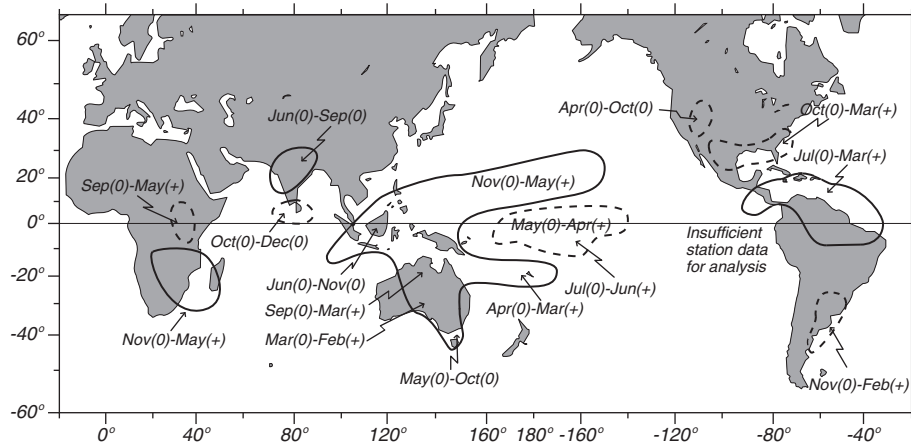 60°
40°
20°
0°
-20°
-40°
-60°
Apr(0)-Oct(0)
Oct(0)-Mar(+)
Jun(0)-Sep(0)
Jul(0)-Mar(+)
Nov(0)-May(+)
Sep(0)-May(+)
May(0)-Apr(+)
Oct(0)-Dec(0)
Insufficient
station data
for analysis
Jun(0)-Nov(0)
Jul(0)-Jun(+)
Sep(0)-Mar(+)
Apr(0)-Mar(+)
Nov(0)-May(+)
Mar(0)-Feb(+)
May(0)-Oct(0)
Nov(0)-Feb(+)
0° 40° 80° 120° 160° 180° -160° -120° -80° -40°